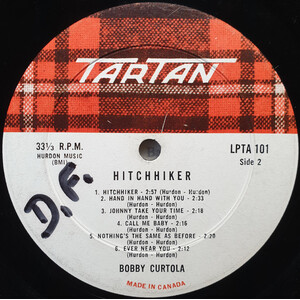 TARTAN
33⅓ R.P.M.
HURDON MUSIC
(BMI)
LPTA 101
Side 2
HITCHHIKER
1. HITCHHIKER - 2:57 (Hurdon - Hurdon)
2. HAND IN HAND WITH YOU - 2:33
(Hurdon - Hurdon)
3. JOHNNY TAKE YOUR TIME - 2:18
(Hurdon - Hurdon)
4. CALL ME BABY - 2:16
(Hurdon - Hurdon)
5. NOTHING'S THE SAME AS BEFORE - 2:20
(Hurdon - Hurdon)
6. EVER NEAR YOU - 2:12
(Hurdon - Hurdon)
D.F.
BOBBY CURTOLA
MADE IN CANADA